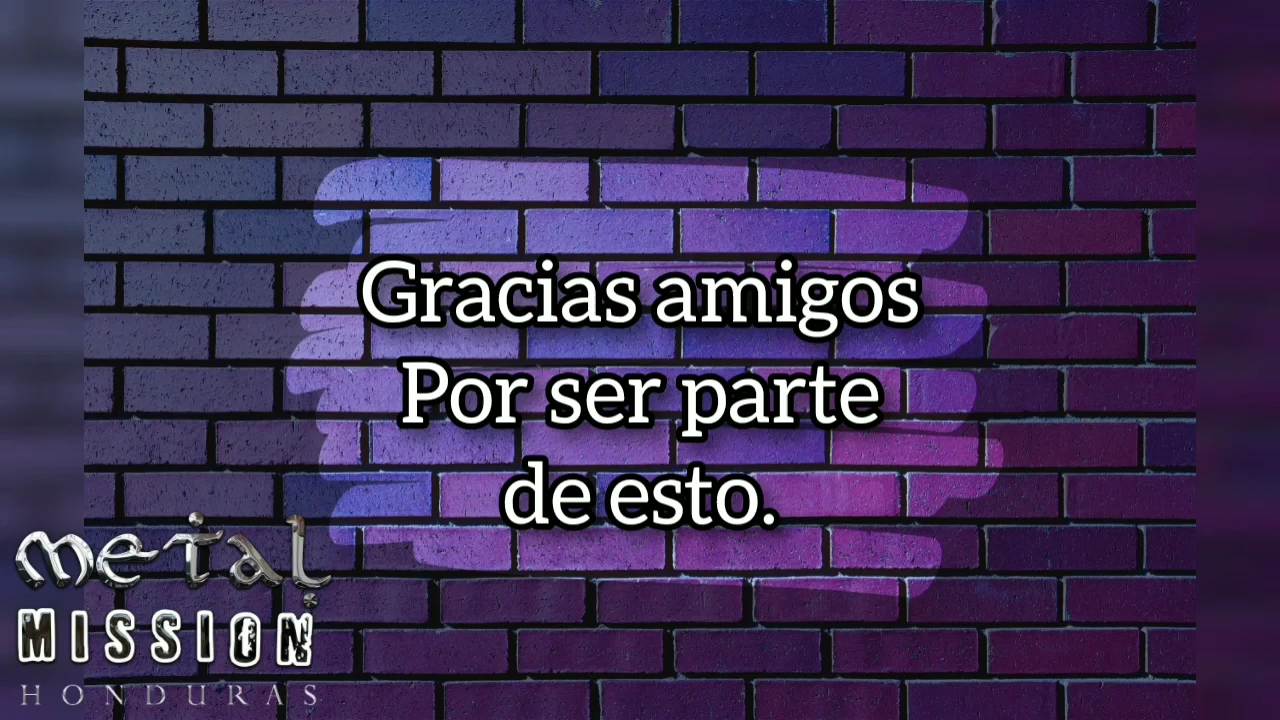 Gracias amigos
Por ser parte
de esto.
metal
MISSION
HONDURAS